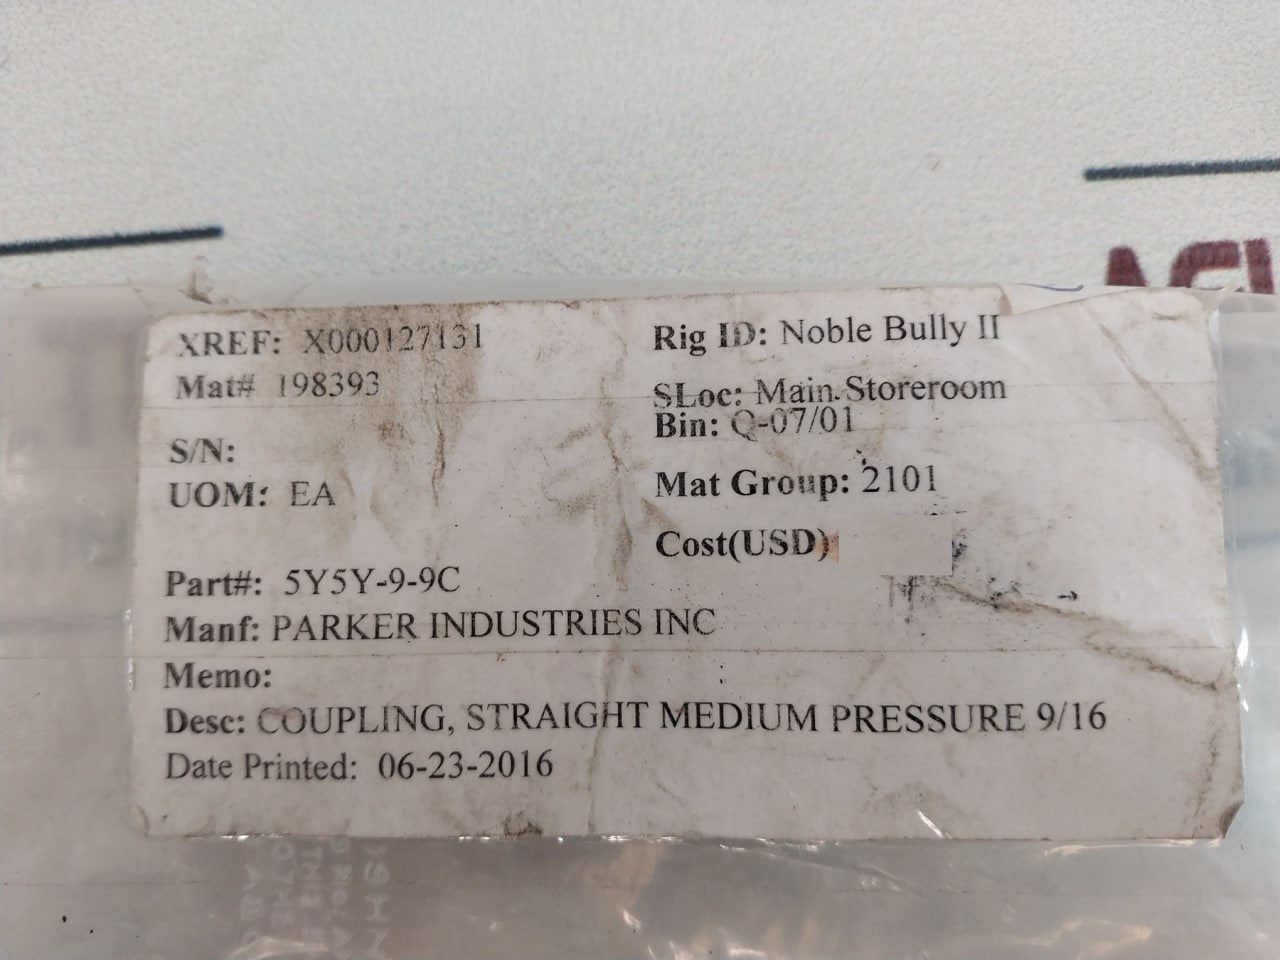 XREF: X000127131
Mat# 198393
S/N:
UOM: EA
Rig ID: Noble Bully II
SLoc: Main Storeroom
Bin: Q-07/01
Mat Group: 2101
Cost(USD)
Part#: 5Y5Y-9-9C
Manf: PARKER INDUSTRIES INC
Memo:
Desc: COUPLING, STRAIGHT MEDIUM PRESSURE 9/16
Date Printed: 06-23-2016